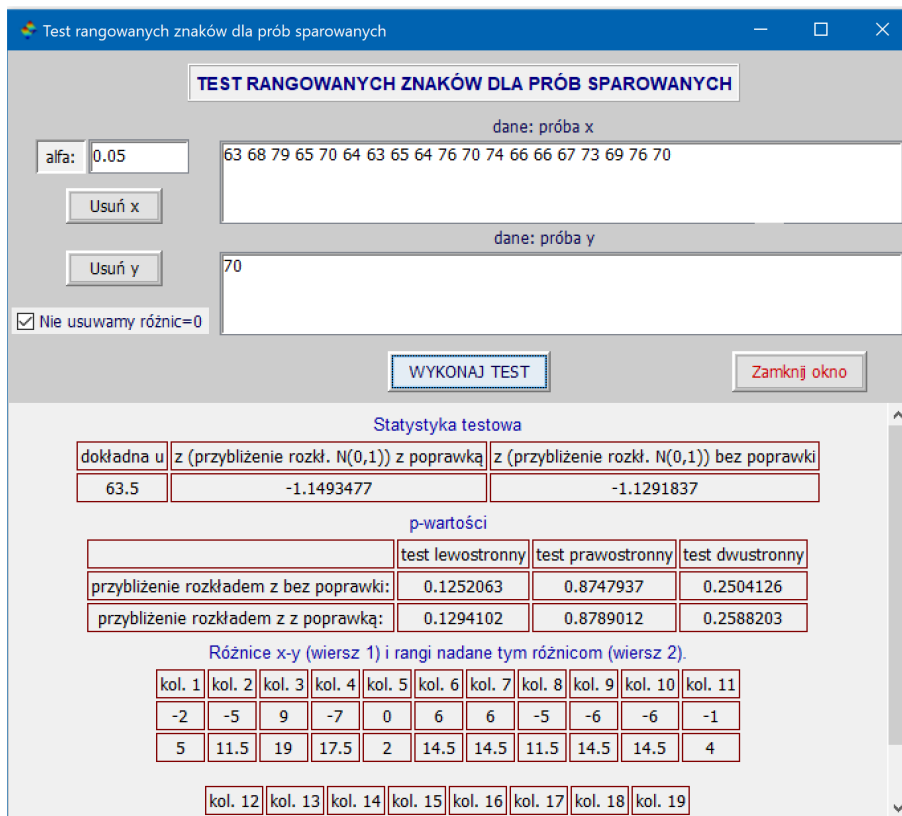 Test rangowanych znaków dla prób sparowanych
TEST RANGOWANYCH ZNAKÓW DLA PRÓB SPAROWANYCH
dane: próba x
alfa: 0.05
63 68 79 65 70 64 63 65 64 76 70 74 66 66 67 73 69 76 70
Usuń x
dane: próba y
Usuń y
70
Nie usuwamy różnic=0
WYKONAJ TEST
Zamknij okno
Statystyka testowa
dokładna u z (przybliżenie rozkł. N(0,1)) z poprawką z (przybliżenie rozkł. N(0,1)) bez poprawki
63.5 -1.1493477 -1.1291837
p-wartości
test lewostronny test prawostronny test dwustronny
przybliżenie rozkładem z bez poprawki: 0.1252063 0.8747937 0.2504126
przybliżenie rozkładem z z poprawką: 0.1294102 0.8789012 0.2588203
Różnice x-y (wiersz 1) i rangi nadane tym różnicom (wiersz 2).
kol. 1 kol. 2 kol. 3 kol. 4 kol. 5 kol. 6 kol. 7 kol. 8 kol. 9 kol. 10 kol. 11
-2 -5 9 -7 0 6 6 -5 -6 -6 -1
5 11.5 19 17.5 2 14.5 14.5 11.5 14.5 14.5 4
kol. 12 kol. 13 kol. 14 kol. 15 kol. 16 kol. 17 kol. 18 kol. 19